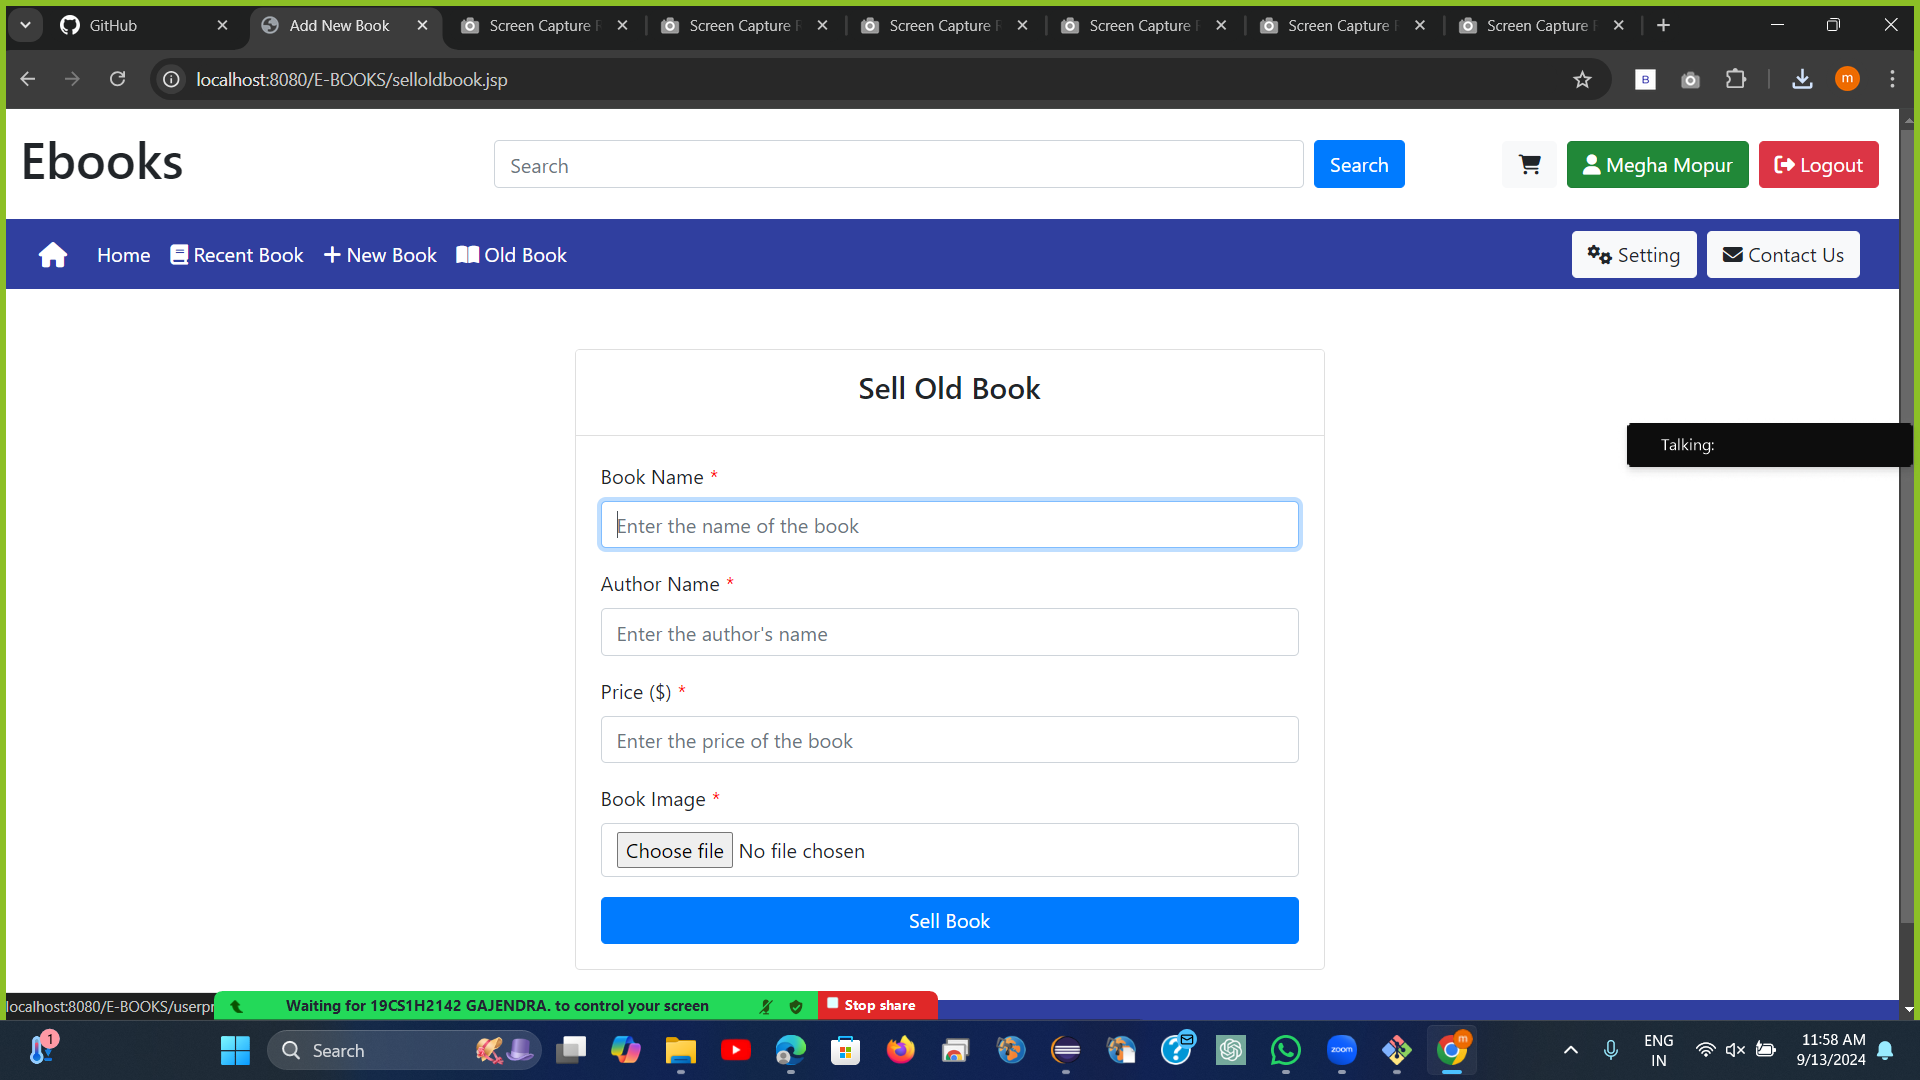 GitHub
Add New Book
Screen Capture
Screen Capture
Screen Capture
Screen Capture
Screen Capture
Screen Capture
localhost:8080/E-BOOKS/selloldbook.jsp
B
m
Ebooks
Search
Search
Megha Mopur
Logout
Home
Recent Book
New Book
Old Book
Setting
Contact Us
Sell Old Book
Talking:
Book Name *
Enter the name of the book
Author Name *
Enter the author's name
Price ($) *
Enter the price of the book
Book Image *
Choose file No file chosen
Sell Book
localhost:8080/E-BOOKS/userpr
Waiting for 19CS1H2142 GAJENDRA. to control your screen
Stop share
1
Search
zoom
m
ENG
IN
11:58 AM
9/13/2024